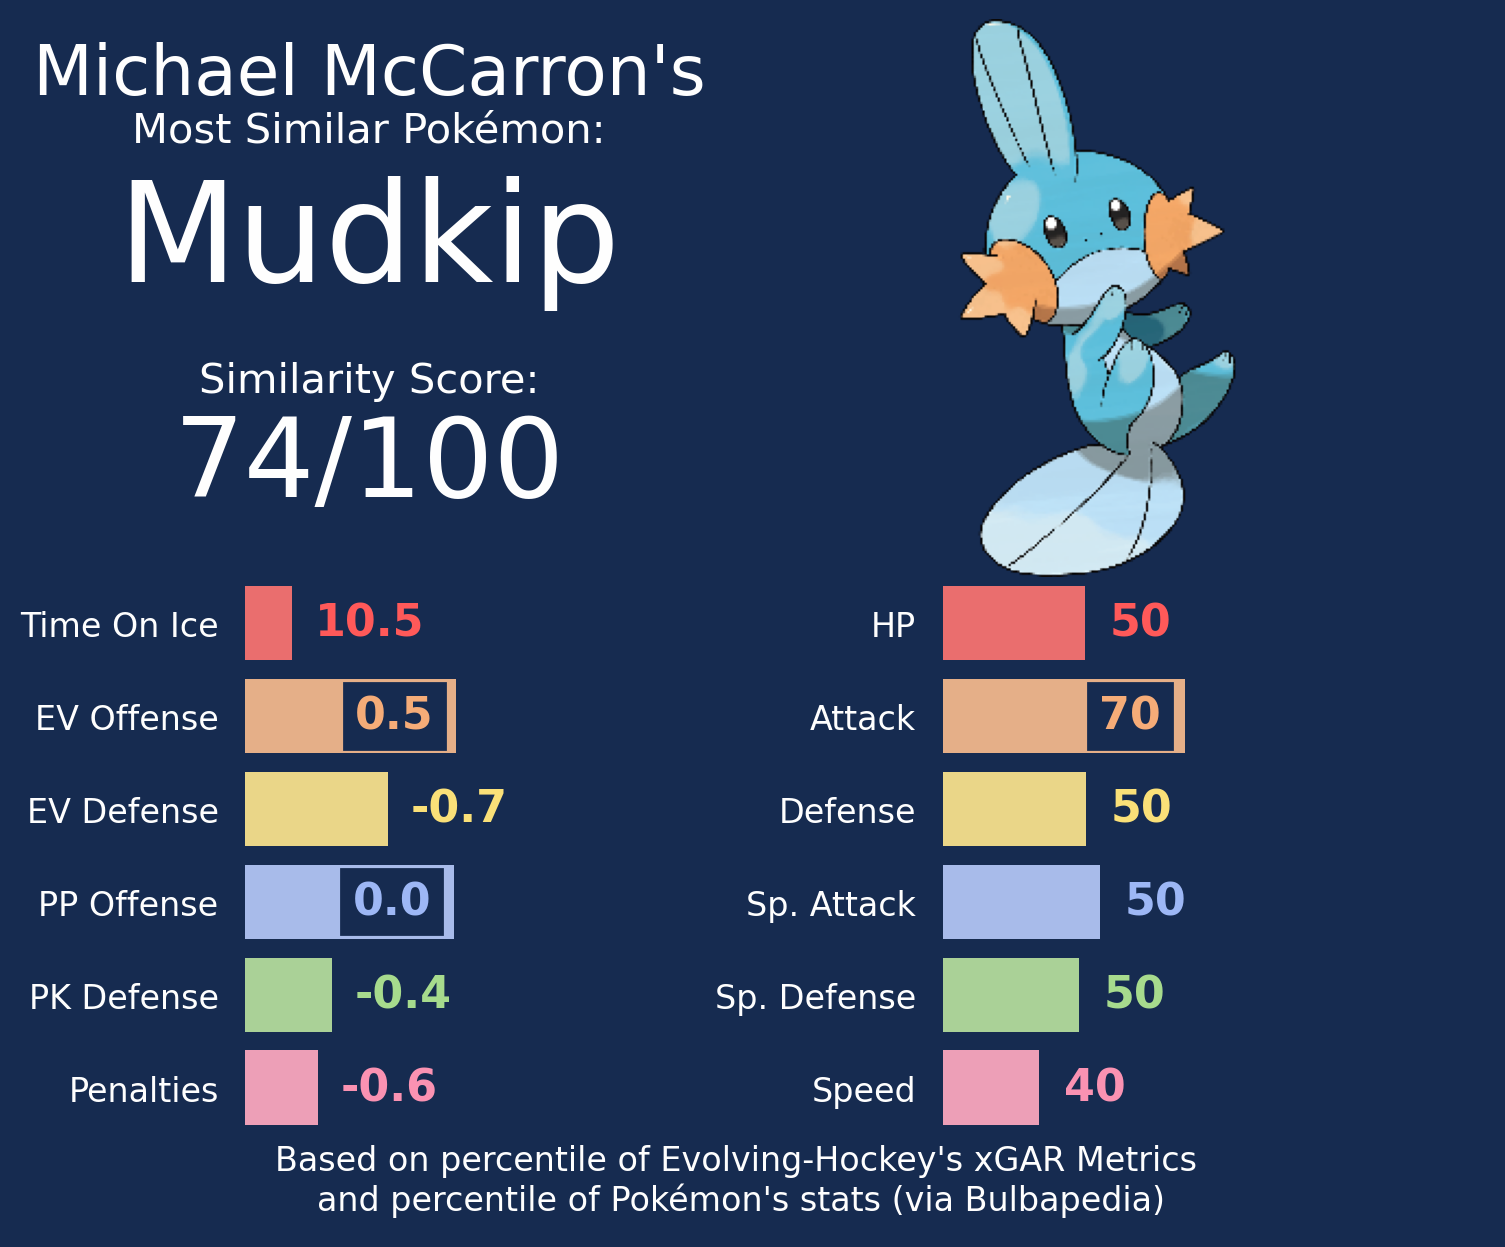 Michael McCarron's
Most Similar Pokémon:
Mudkip
Similarity Score:
74/100
Time On Ice 10.5
EV Offense 0.5
EV Defense -0.7
PP Offense 0.0
PK Defense -0.4
Penalties -0.6
HP 50
Attack 70
Defense 50
Sp. Attack 50
Sp. Defense 50
Speed 40
Based on percentile of Evolving-Hockey's xGAR Metrics
and percentile of Pokémon's stats (via Bulbapedia)